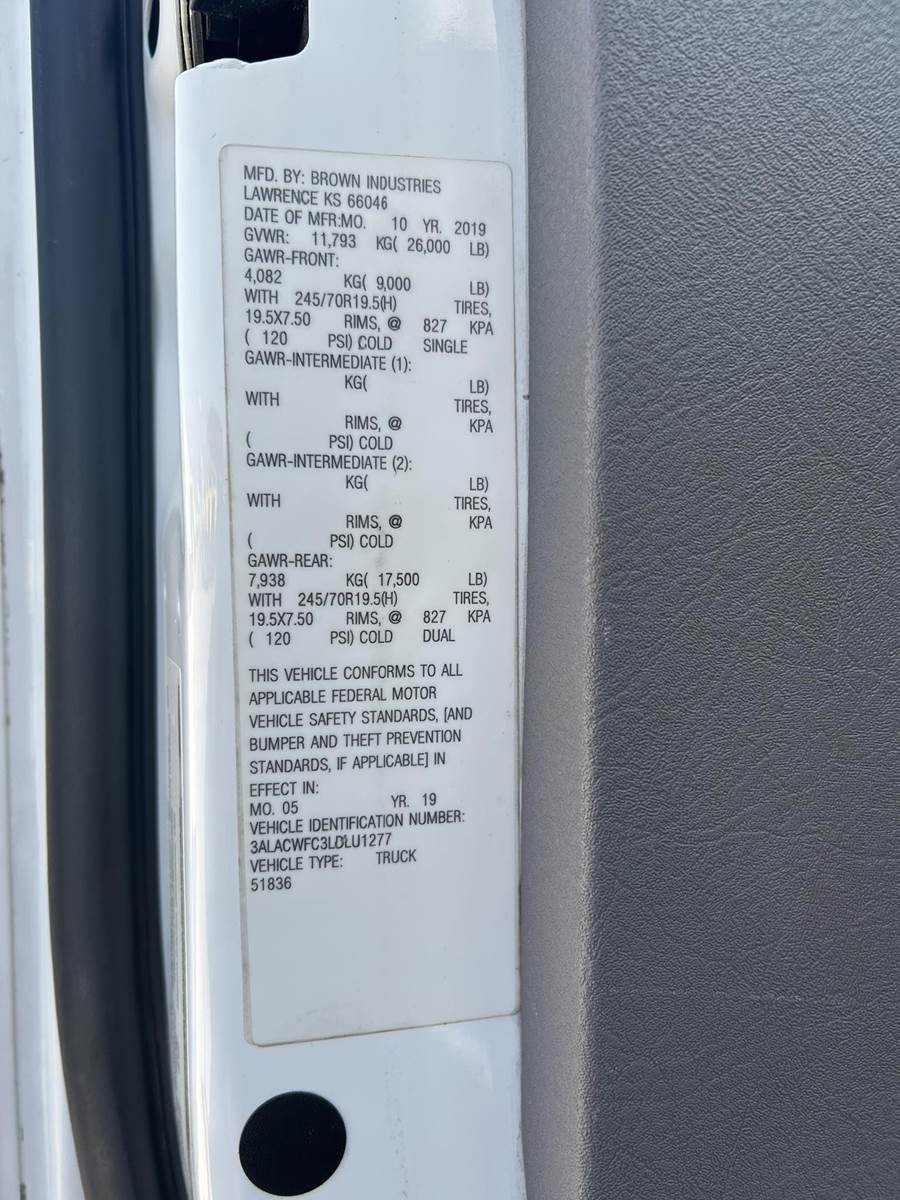 MFD. BY: BROWN INDUSTRIES
LAWRENCE KS 66046
DATE OF MFR:MO. 10 YR. 2019
GVWR: 11,793 KG( 26,000 LB)
GAWR-FRONT:
4,082 KG( 9,000 LB)
WITH 245/70R19.5(H) TIRES,
19.5X7.50 RIMS, @ 827 KPA
( 120 PSI) COLD SINGLE
GAWR-INTERMEDIATE (1):
KG( LB)
WITH TIRES,
RIMS, @ KPA
( PSI) COLD
GAWR-INTERMEDIATE (2):
KG( LB)
WITH TIRES,
RIMS, @ KPA
( PSI) COLD
GAWR-REAR:
7,938 KG( 17,500 LB)
WITH 245/70R19.5(H) TIRES,
19.5X7.50 RIMS, @ 827 KPA
( 120 PSI) COLD DUAL
THIS VEHICLE CONFORMS TO ALL
APPLICABLE FEDERAL MOTOR
VEHICLE SAFETY STANDARDS, [AND
BUMPER AND THEFT PREVENTION
STANDARDS, IF APPLICABLE] IN
EFFECT IN:
MO. 05 YR. 19
VEHICLE IDENTIFICATION NUMBER:
3ALACWFC3LDLU1277
VEHICLE TYPE: TRUCK
51836